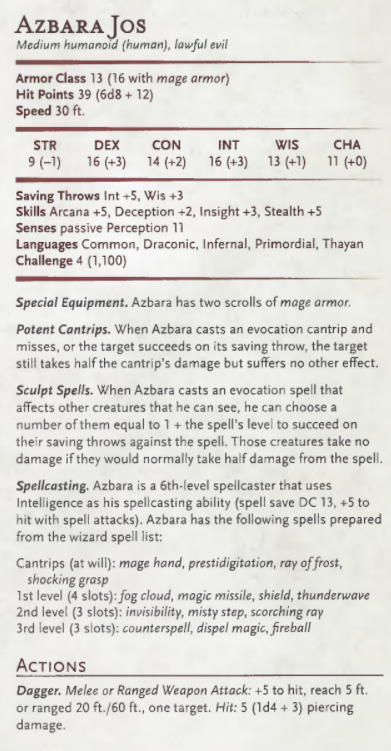 AZBARA JOS
Medium humanoid (human), lawful evil
Armor Class 13 (16 with mage armor)
Hit Points 39 (6d8 + 12)
Speed 30 ft.
STR DEX CON INT WIS CHA
9 (–1) 16 (+3) 14 (+2) 16 (+3) 13 (+1) 11 (+0)
Saving Throws Int +5, Wis +3
Skills Arcana +5, Deception +2, Insight +3, Stealth +5
Senses passive Perception 11
Languages Common, Draconic, Infernal, Primordial, Thayan
Challenge 4 (1,100)
Special Equipment. Azbara has two scrolls of mage armor.
Potent Cantrips. When Azbara casts an evocation cantrip and
misses, or the target succeeds on its saving throw, the target
still takes half the cantrip's damage but suffers no other effect.
Sculpt Spells. When Azbara casts an evocation spell that
affects other creatures that he can see, he can choose a
number of them equal to 1 + the spell's level to succeed on
their saving throws against the spell. Those creatures take no
damage if they would normally take half damage from the spell.
Spellcasting. Azbara is a 6th-level spellcaster that uses
Intelligence as his spellcasting ability (spell save DC 13, +5 to
hit with spell attacks). Azbara has the following spells prepared
from the wizard spell list:
Cantrips (at will): mage hand, prestidigitation, ray of frost,
shocking grasp
1st level (4 slots): fog cloud, magic missile, shield, thunderwave
2nd level (3 slots): invisibility, misty step, scorching ray
3rd level (3 slots): counterspell, dispel magic, fireball
ACTIONS
Dagger. Melee or Ranged Weapon Attack: +5 to hit, reach 5 ft.
or ranged 20 ft./60 ft., one target. Hit: 5 (1d4 + 3) piercing
damage.